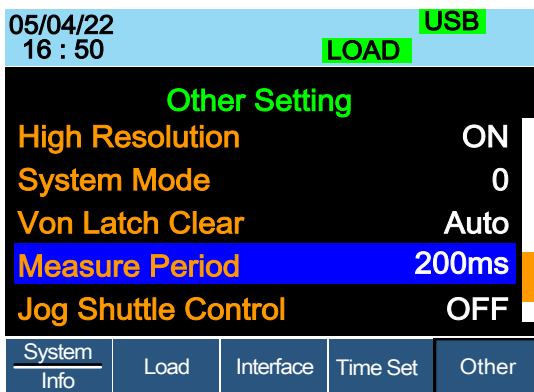 05/04/22 USB
16 : 50 LOAD
Other Setting
High Resolution ON
System Mode 0
Von Latch Clear Auto
Measure Period 200ms
Jog Shuttle Control OFF
System
Info Load Interface Time Set Other